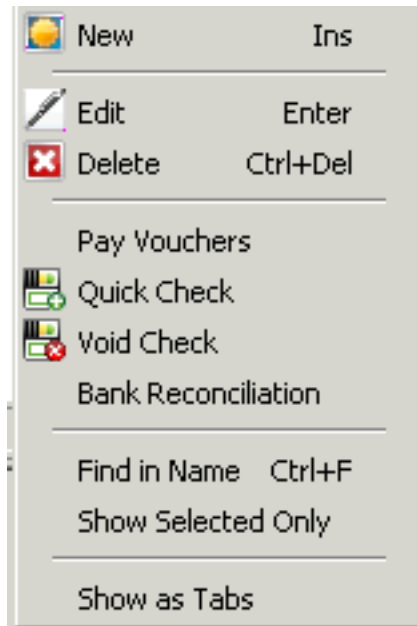 New Ins
Edit Enter
Delete Ctrl+Del
Pay Vouchers
Quick Check
Void Check
Bank Reconciliation
Find in Name Ctrl+F
Show Selected Only
Show as Tabs